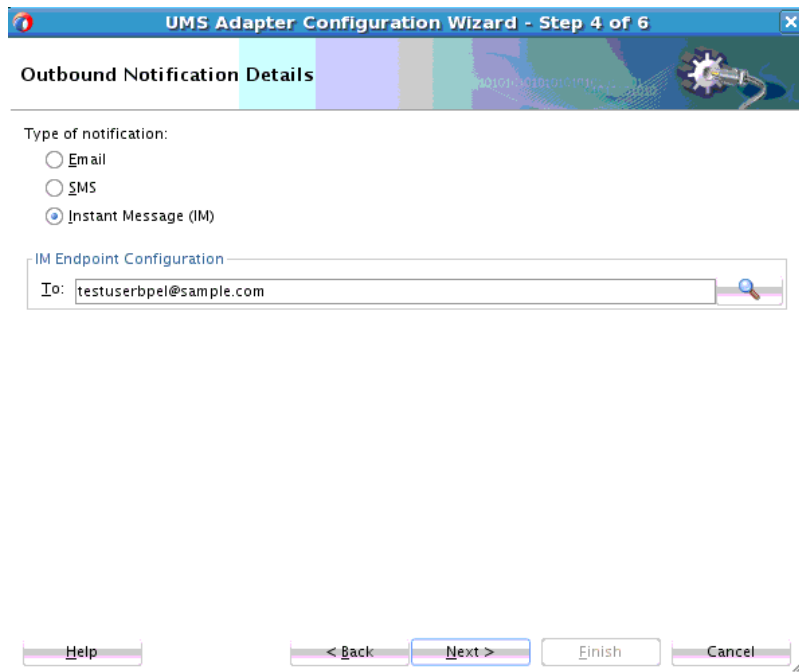 UMS Adapter Configuration Wizard - Step 4 of 6
Outbound Notification Details
Type of notification:
Email
SMS
Instant Message (IM)
IM Endpoint Configuration
To: testuserbpel@sample.com
Help < Back Next > Finish Cancel